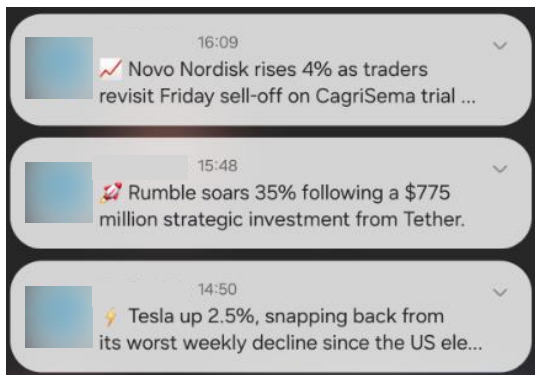 16:09
📈 Novo Nordisk rises 4% as traders
revisit Friday sell-off on CagriSema trial ...
15:48
🚀 Rumble soars 35% following a $775
million strategic investment from Tether.
14:50
⚡ Tesla up 2.5%, snapping back from
its worst weekly decline since the US ele...